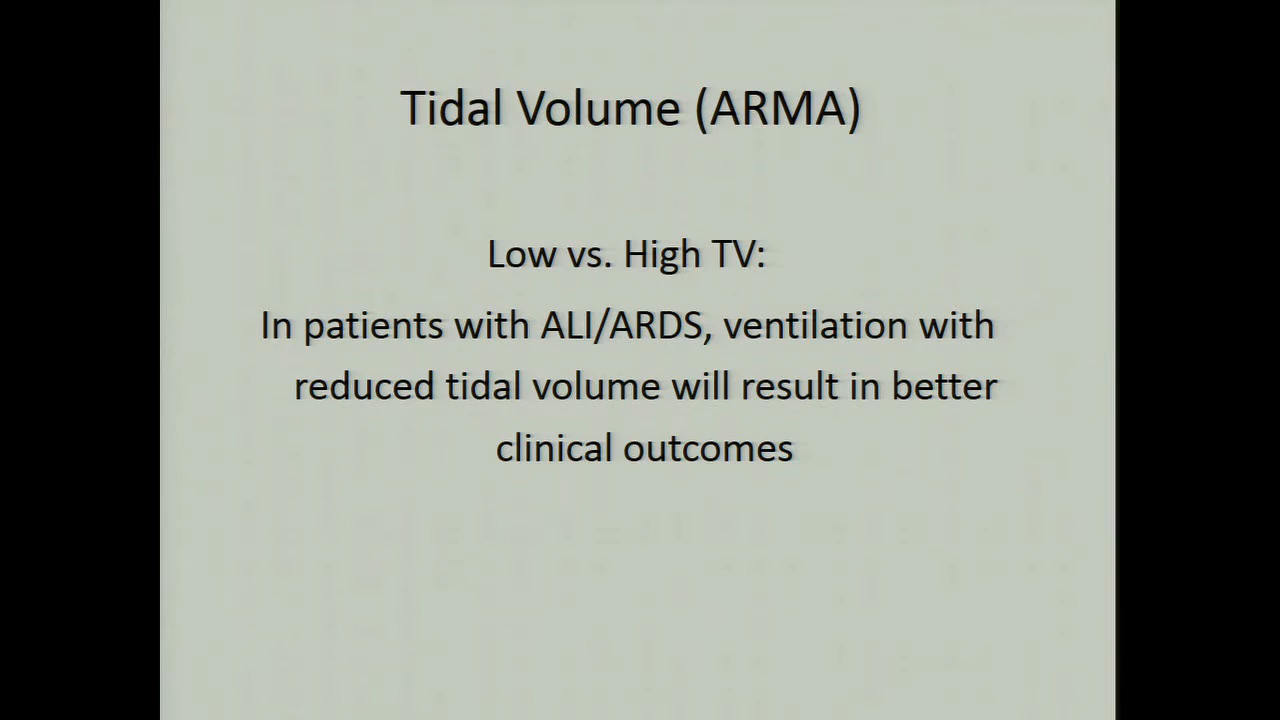 Tidal Volume (ARMA)
Low vs. High TV:
In patients with ALI/ARDS, ventilation with
reduced tidal volume will result in better
clinical outcomes